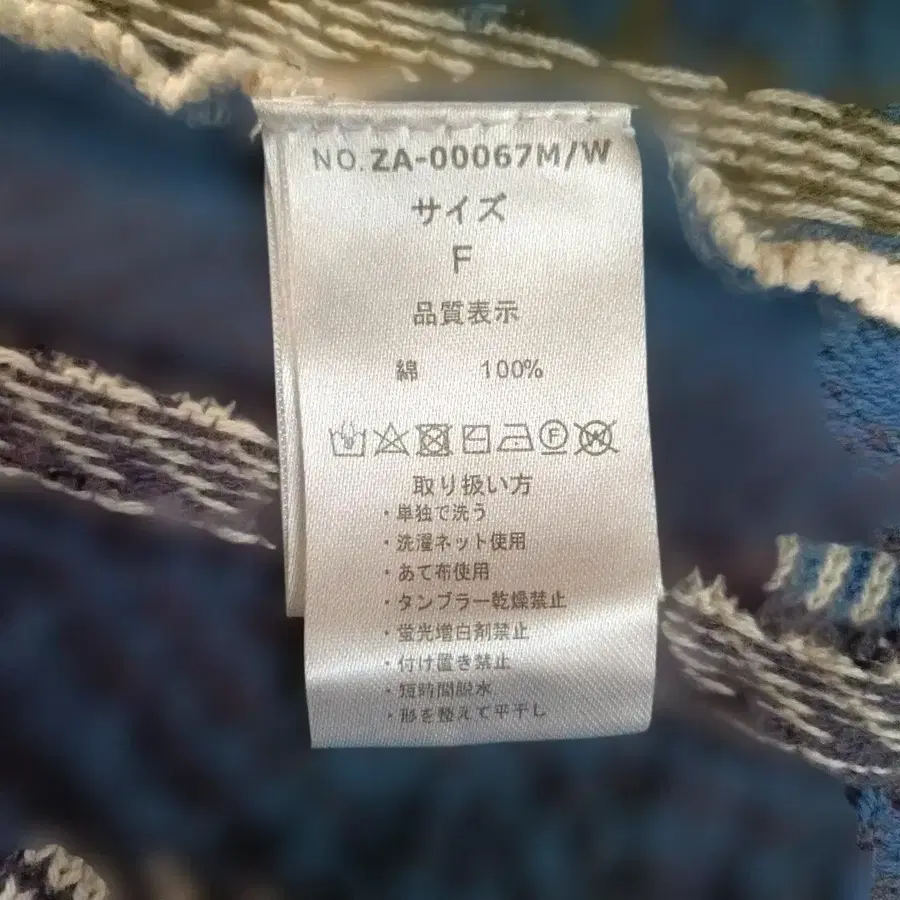 NO. ZA-00067M/W
サイズ
F
品質表示
綿 100%
F W
取り扱い方
・単独で洗う
・洗濯ネット使用
・あて布使用
・タンブラー乾燥禁止
・蛍光増白剤禁止
・付け置き禁止
・短時間脱水
・形を整えて平干し